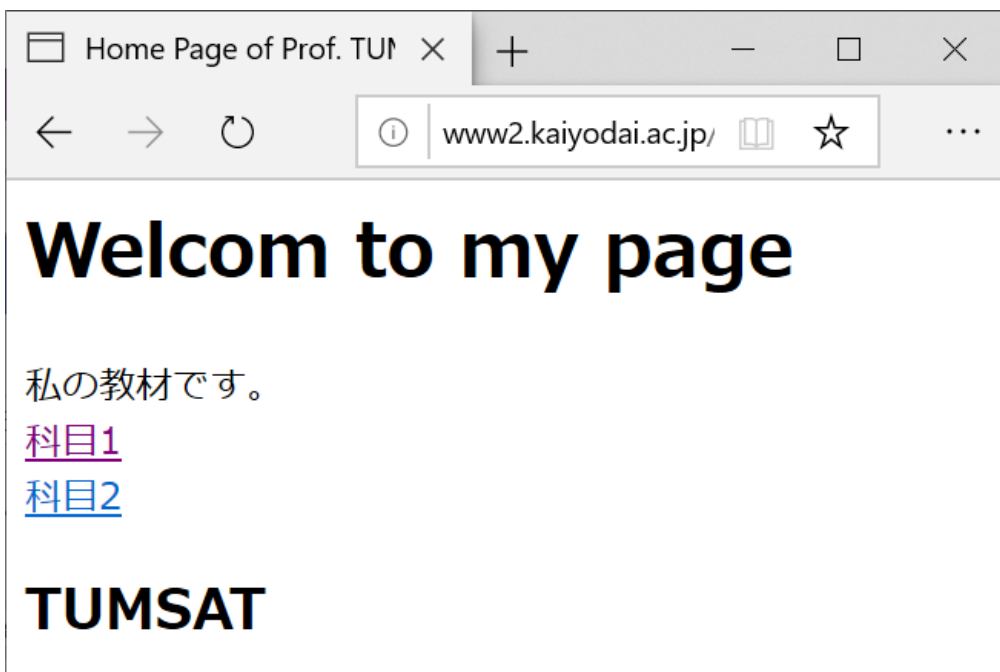 Home Page of Prof. TUM
www2.kaiyodai.ac.jp/
Welcom to my page
私の教材です。
科目1
科目2
TUMSAT